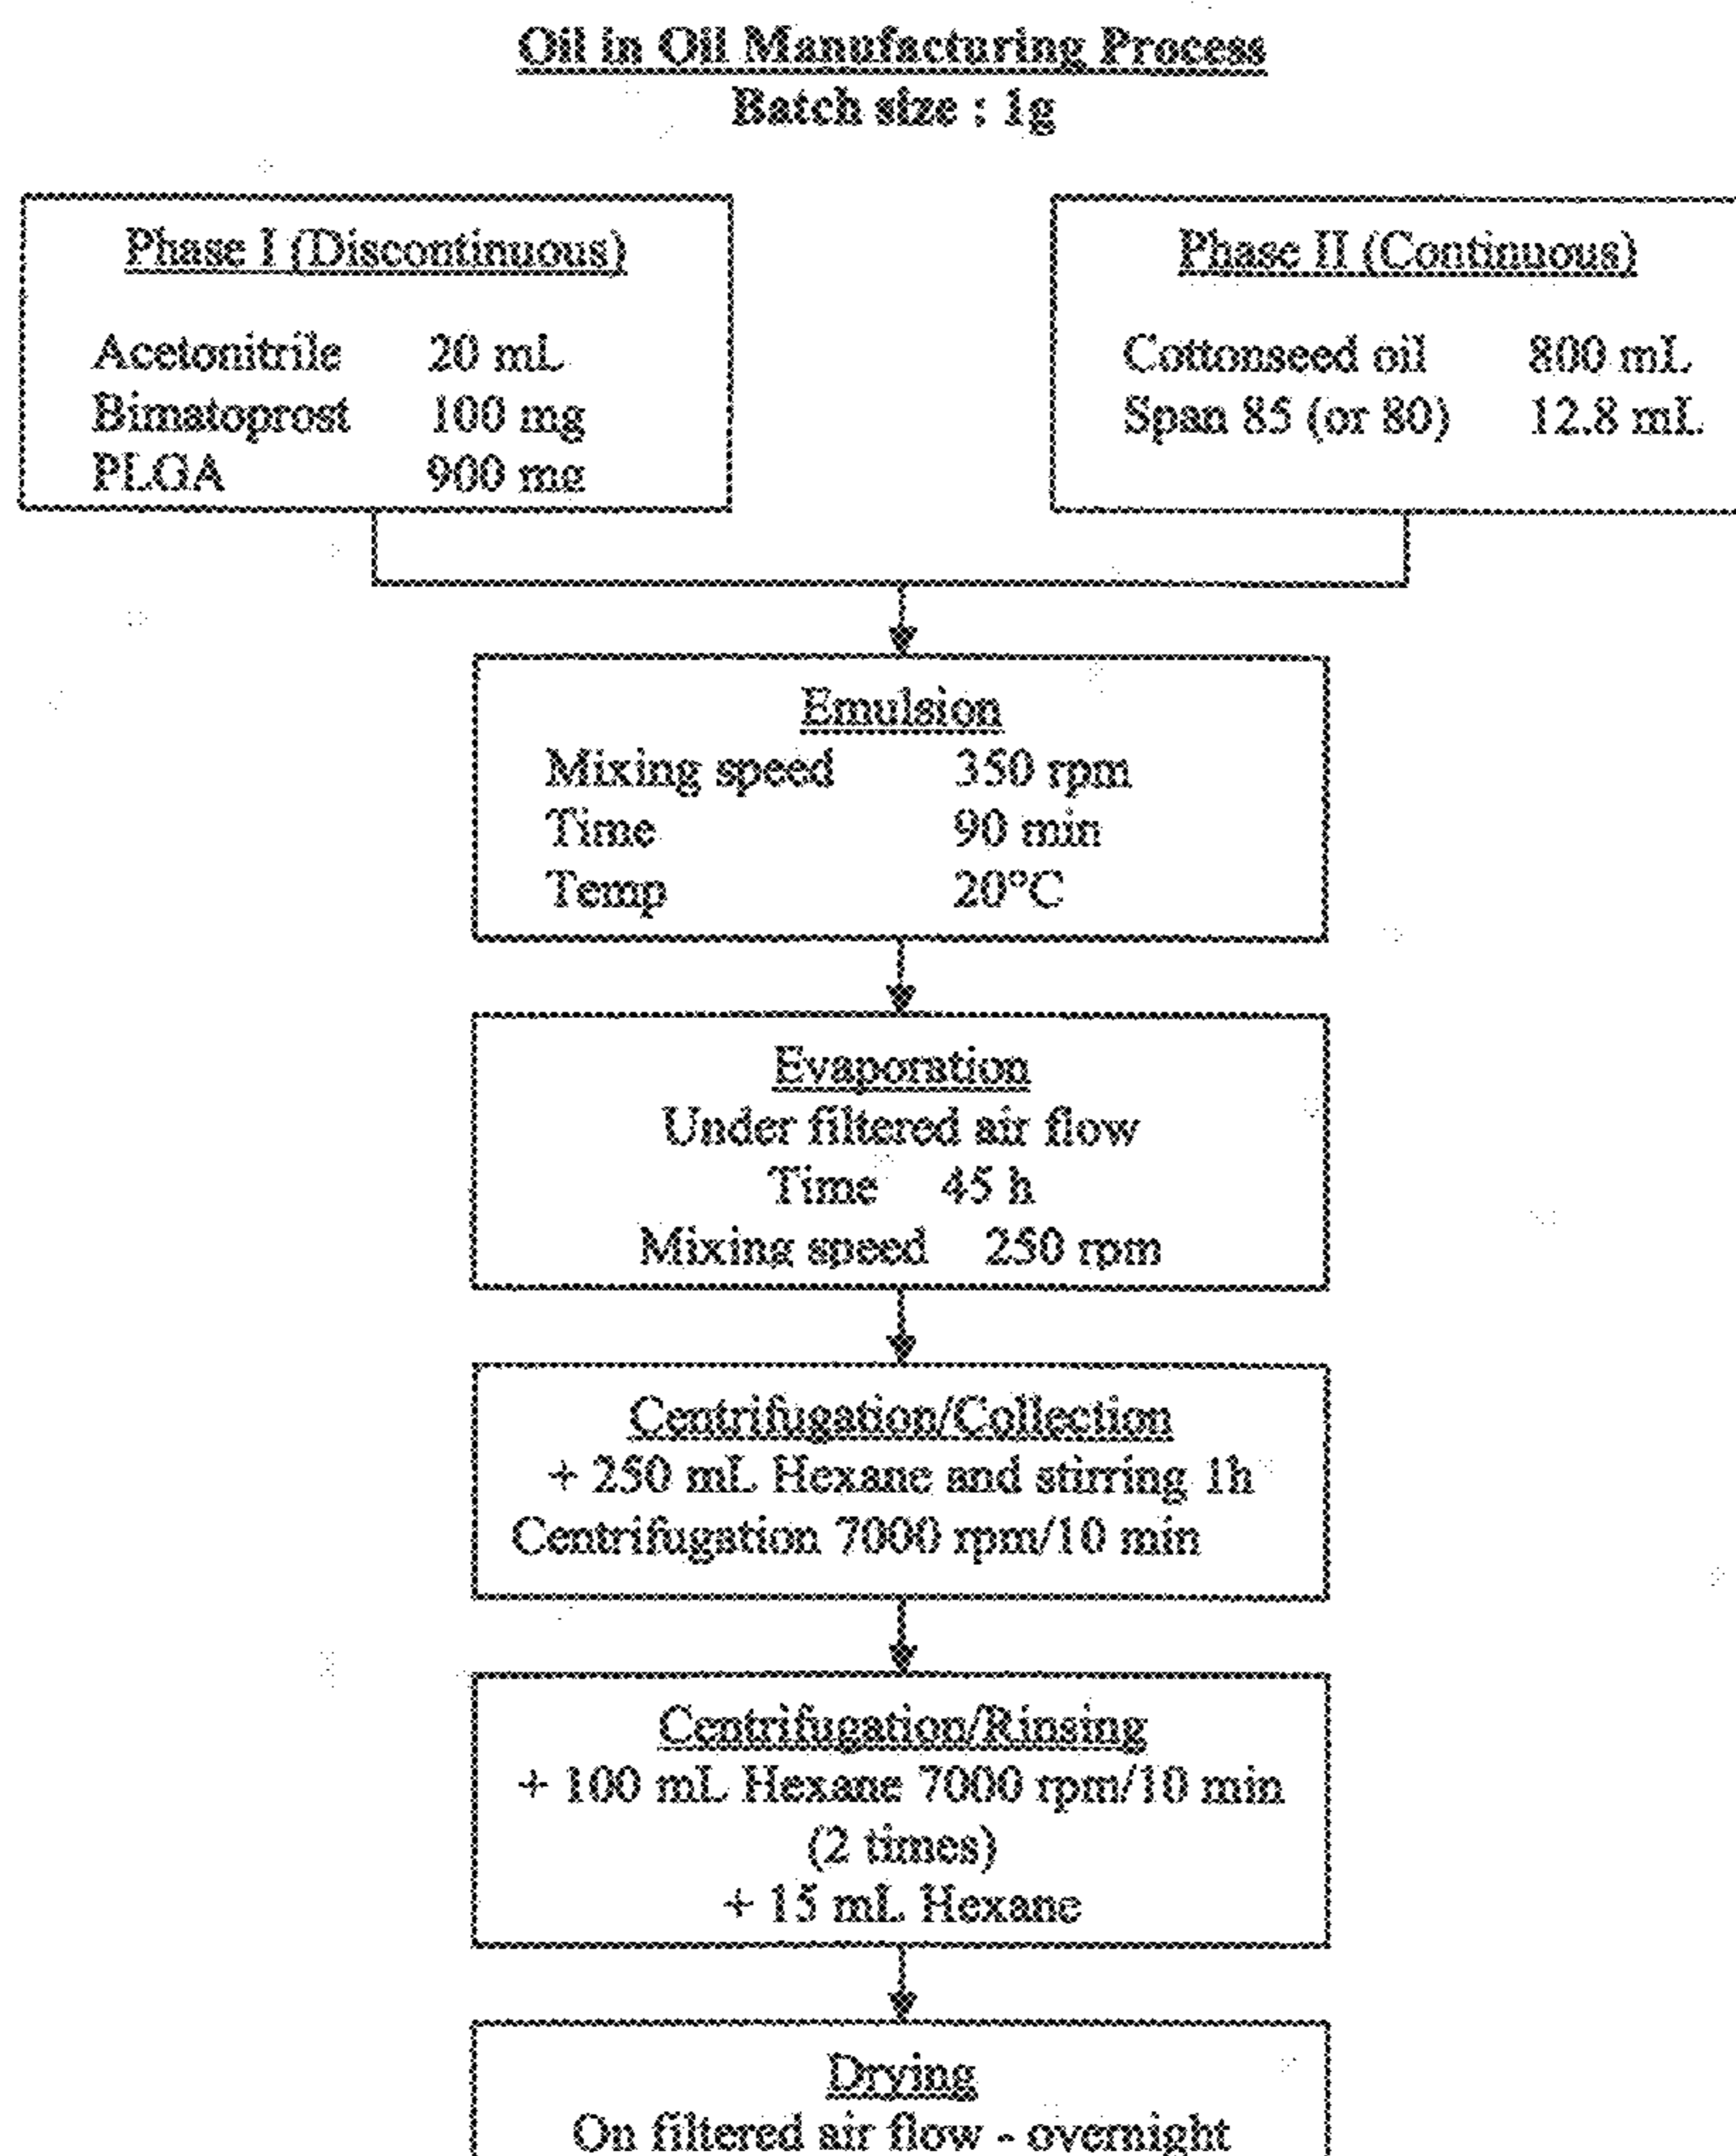 Oil in Oil Manufacturing Process
Batch size : 1g
Phase I (Discontinuous)
Acetonitrile 20 mL
Bimatoprost 100 mg
PLGA 900 mg
Phase II (Continuous)
Cottonseed oil 800 mL
Span 85 (or 80) 12.8 mL
Emulsion
Mixing speed 350 rpm
Time 90 min
Temp 20°C
Evaporation
Under filtered air flow
Time 45 h
Mixing speed 250 rpm
Centrifugation/Collection
+ 250 mL Hexane and stirring 1h
Centrifugation 7000 rpm/10 min
Centrifugation/Rinsing
+ 100 mL Hexane 7000 rpm/10 min
(2 times)
+ 15 mL Hexane
Drying
On filtered air flow - overnight